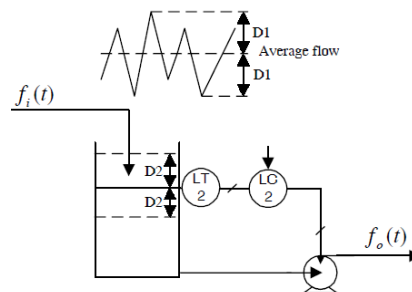 D1
Average flow
D1
f_i(t)
D2
D2
LT
2
LC
2
f_o(t)